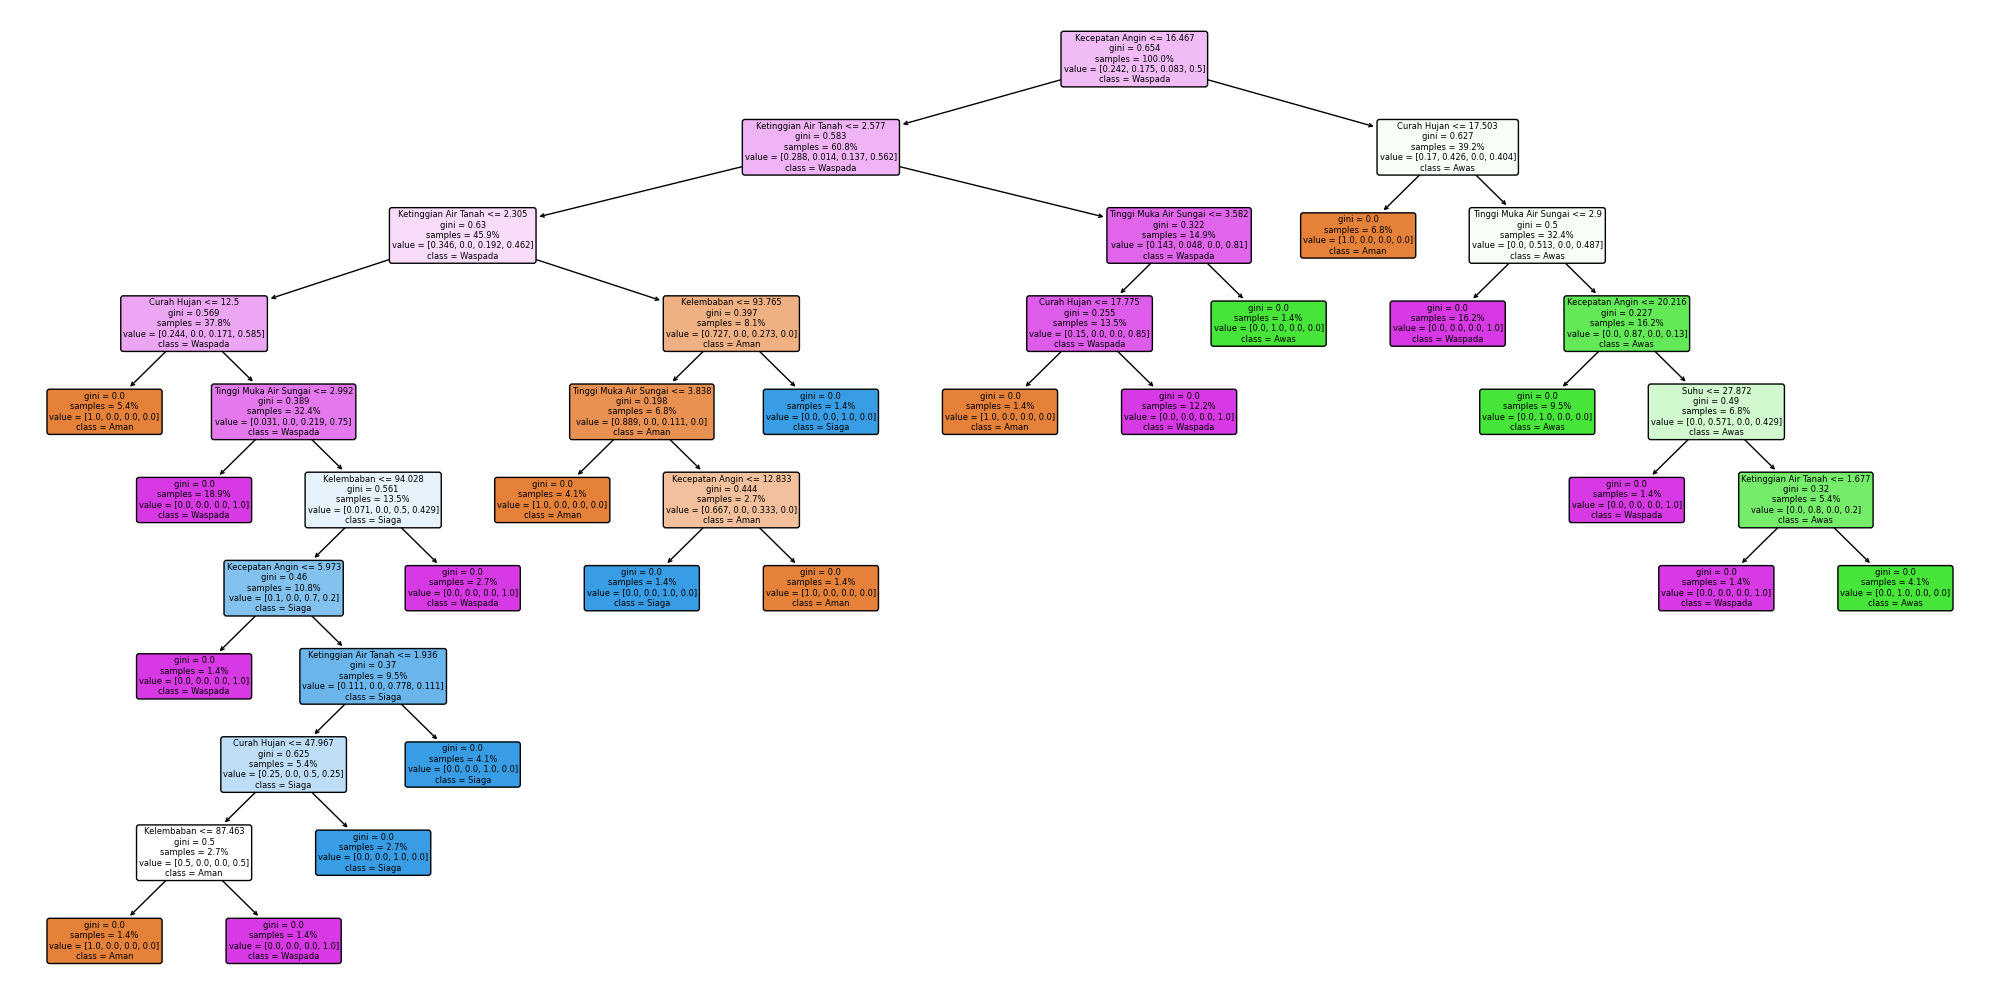 Kecepatan Angin <= 16.467
gini = 0.654
samples = 100.0%
value = [0.242, 0.175, 0.083, 0.5]
class = Waspada
Ketinggian Air Tanah <= 2.577
gini = 0.583
samples = 60.8%
value = [0.288, 0.014, 0.137, 0.562]
class = Waspada
Curah Hujan <= 17.503
gini = 0.627
samples = 39.2%
value = [0.17, 0.426, 0.0, 0.404]
class = Awas
Ketinggian Air Tanah <= 2.305
gini = 0.63
samples = 45.9%
value = [0.346, 0.0, 0.192, 0.462]
class = Waspada
Tinggi Muka Air Sungai <= 3.582
gini = 0.322
samples = 14.9%
value = [0.143, 0.048, 0.0, 0.81]
class = Waspada
gini = 0.0
samples = 6.8%
value = [1.0, 0.0, 0.0, 0.0]
class = Aman
Tinggi Muka Air Sungai <= 2.9
gini = 0.5
samples = 32.4%
value = [0.0, 0.513, 0.0, 0.487]
class = Awas
Curah Hujan <= 12.5
gini = 0.569
samples = 37.8%
value = [0.244, 0.0, 0.171, 0.585]
class = Waspada
Kelembaban <= 93.765
gini = 0.397
samples = 8.1%
value = [0.727, 0.0, 0.273, 0.0]
class = Aman
Curah Hujan <= 17.775
gini = 0.255
samples = 13.5%
value = [0.15, 0.0, 0.0, 0.85]
class = Waspada
gini = 0.0
samples = 1.4%
value = [0.0, 1.0, 0.0, 0.0]
class = Awas
gini = 0.0
samples = 16.2%
value = [0.0, 0.0, 0.0, 1.0]
class = Waspada
Kecepatan Angin <= 20.216
gini = 0.227
samples = 16.2%
value = [0.0, 0.87, 0.0, 0.13]
class = Awas
gini = 0.0
samples = 5.4%
value = [1.0, 0.0, 0.0, 0.0]
class = Aman
Tinggi Muka Air Sungai <= 2.992
gini = 0.389
samples = 32.4%
value = [0.031, 0.0, 0.219, 0.75]
class = Waspada
Tinggi Muka Air Sungai <= 3.838
gini = 0.198
samples = 6.8%
value = [0.889, 0.0, 0.111, 0.0]
class = Aman
gini = 0.0
samples = 1.4%
value = [0.0, 0.0, 1.0, 0.0]
class = Siaga
gini = 0.0
samples = 1.4%
value = [1.0, 0.0, 0.0, 0.0]
class = Aman
gini = 0.0
samples = 12.2%
value = [0.0, 0.0, 0.0, 1.0]
class = Waspada
gini = 0.0
samples = 9.5%
value = [0.0, 1.0, 0.0, 0.0]
class = Awas
Suhu <= 27.872
gini = 0.49
samples = 6.8%
value = [0.0, 0.571, 0.0, 0.429]
class = Awas
gini = 0.0
samples = 18.9%
value = [0.0, 0.0, 0.0, 1.0]
class = Waspada
Kelembaban <= 94.028
gini = 0.561
samples = 13.5%
value = [0.071, 0.0, 0.5, 0.429]
class = Siaga
gini = 0.0
samples = 4.1%
value = [1.0, 0.0, 0.0, 0.0]
class = Aman
Kecepatan Angin <= 12.833
gini = 0.444
samples = 2.7%
value = [0.667, 0.0, 0.333, 0.0]
class = Aman
gini = 0.0
samples = 1.4%
value = [0.0, 0.0, 0.0, 1.0]
class = Waspada
Ketinggian Air Tanah <= 1.677
gini = 0.32
samples = 5.4%
value = [0.0, 0.8, 0.0, 0.2]
class = Awas
Kecepatan Angin <= 5.973
gini = 0.46
samples = 10.8%
value = [0.1, 0.0, 0.7, 0.2]
class = Siaga
gini = 0.0
samples = 2.7%
value = [0.0, 0.0, 0.0, 1.0]
class = Waspada
gini = 0.0
samples = 1.4%
value = [0.0, 0.0, 1.0, 0.0]
class = Siaga
gini = 0.0
samples = 1.4%
value = [1.0, 0.0, 0.0, 0.0]
class = Aman
gini = 0.0
samples = 1.4%
value = [0.0, 0.0, 0.0, 1.0]
class = Waspada
gini = 0.0
samples = 4.1%
value = [0.0, 1.0, 0.0, 0.0]
class = Awas
gini = 0.0
samples = 1.4%
value = [0.0, 0.0, 0.0, 1.0]
class = Waspada
Ketinggian Air Tanah <= 1.936
gini = 0.37
samples = 9.5%
value = [0.111, 0.0, 0.778, 0.111]
class = Siaga
Curah Hujan <= 47.967
gini = 0.625
samples = 5.4%
value = [0.25, 0.0, 0.5, 0.25]
class = Siaga
gini = 0.0
samples = 4.1%
value = [0.0, 0.0, 1.0, 0.0]
class = Siaga
Kelembaban <= 87.463
gini = 0.5
samples = 2.7%
value = [0.5, 0.0, 0.0, 0.5]
class = Aman
gini = 0.0
samples = 2.7%
value = [0.0, 0.0, 1.0, 0.0]
class = Siaga
gini = 0.0
samples = 1.4%
value = [1.0, 0.0, 0.0, 0.0]
class = Aman
gini = 0.0
samples = 1.4%
value = [0.0, 0.0, 0.0, 1.0]
class = Waspada